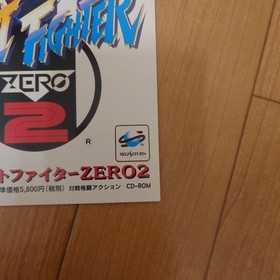 FIGHTER
ZERO
2
®
SEGA SATURN
トファイターZERO2
準価格5,800円(税別) 対戦格闘アクション CD-ROM